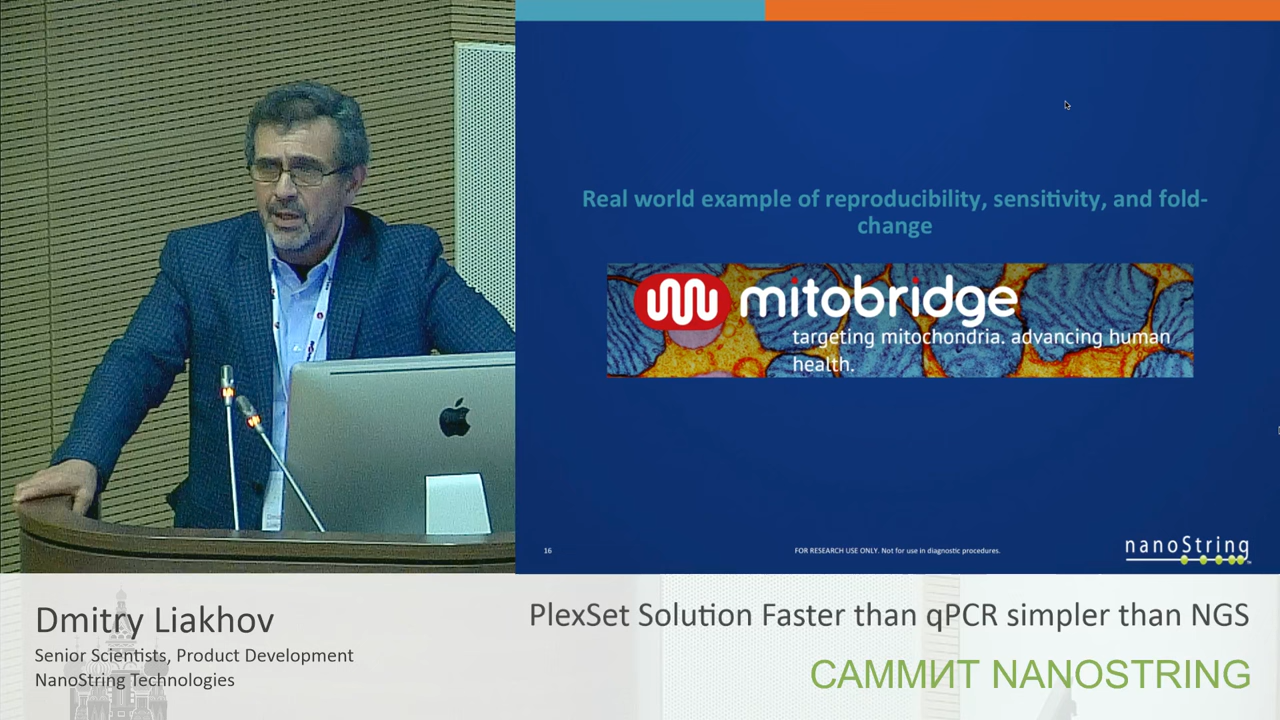 Real world example of reproducibility, sensitivity, and fold-
change
mitobridge
targeting mitochondria. advancing human
health.
16
FOR RESEARCH USE ONLY. Not for use in diagnostic procedures.
nanoString
Dmitry Liakhov
Senior Scientists, Product Development
NanoString Technologies
PlexSet Solution Faster than qPCR simpler than NGS
САММИТ NANOSTRING